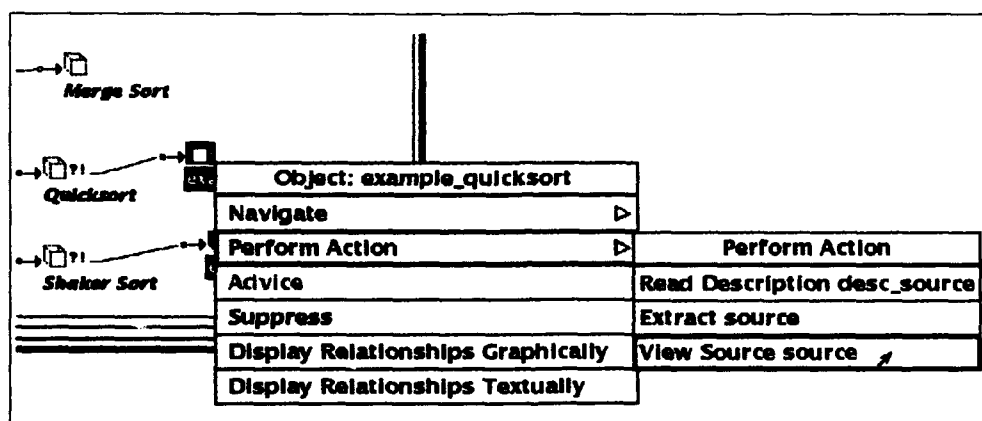 Merge Sort
?!
Quicksort
Object: example_quicksort
Navigate
Perform Action
Perform Action
?!
Shaker Sort
Advice
Read Description desc_source
Suppress
Extract source
Display Relationships Graphically
View Source source
Display Relationships Textually